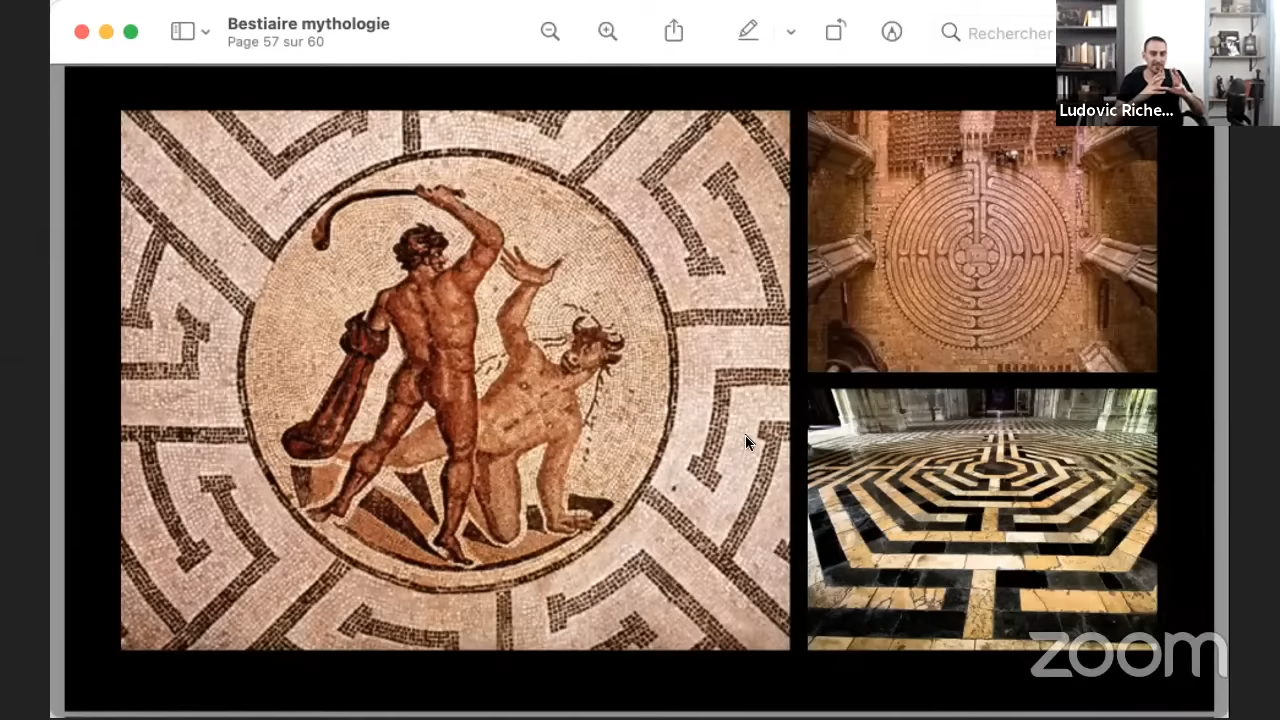 Bestiaire mythologie
Page 57 sur 60
Rechercher
Ludovic Riche...
zoom